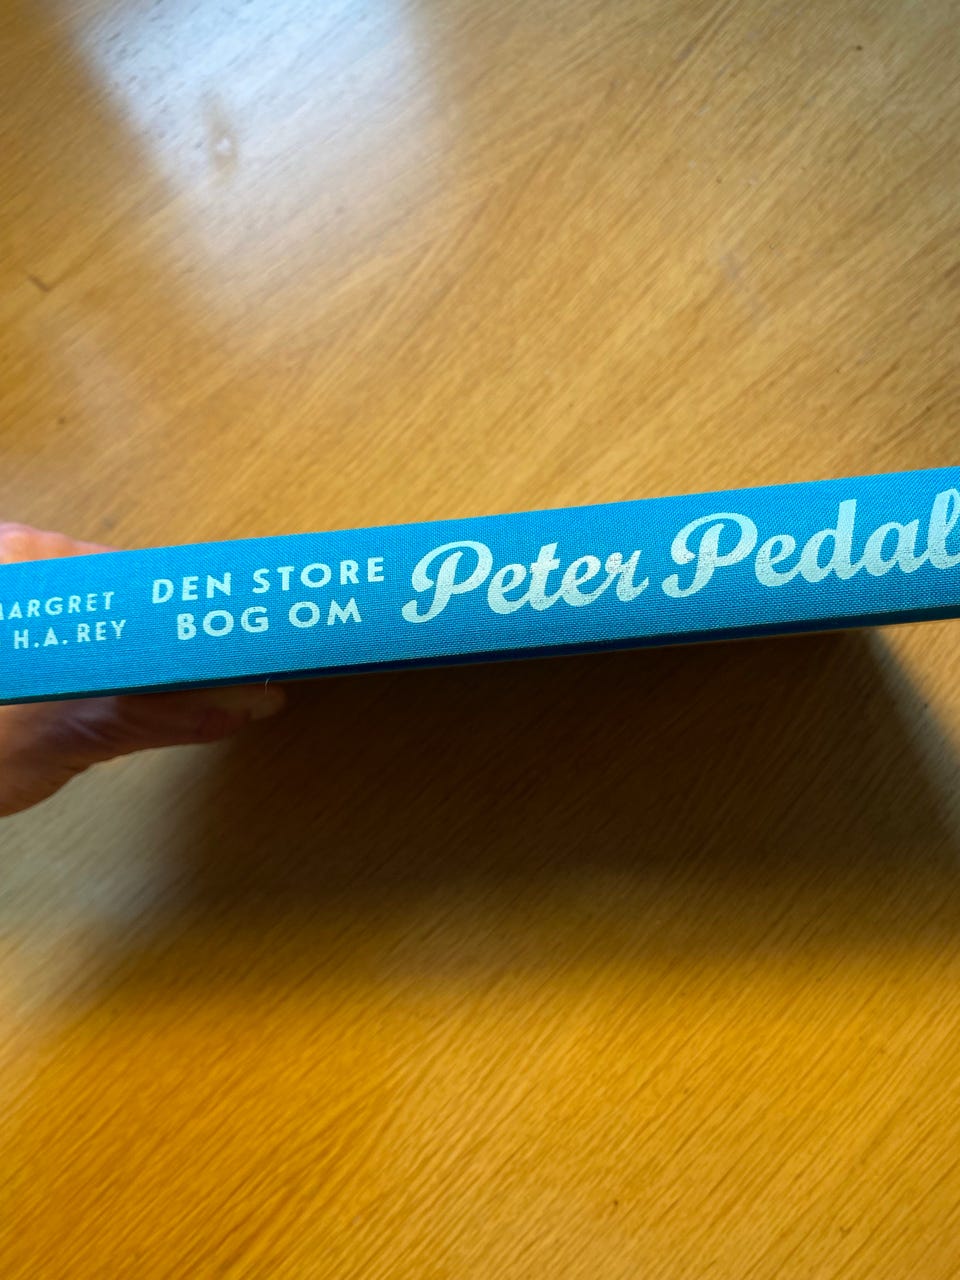 MARGRET
H.A. REY
DEN STORE
BOG OM
Peter Pedal